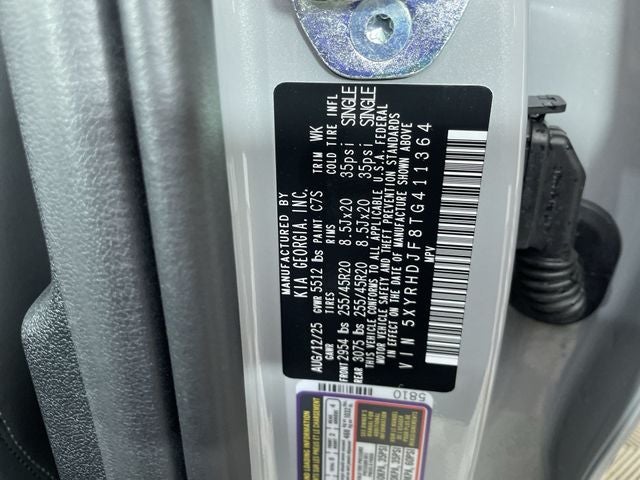 MANUFACTURED BY
KIA GEORGIA, INC.
AUG/12/25 GVWR 5512 lbs PAINT C7S TRIM WK
GAWR TIRES RIMS COLD TIRE INFL
FRONT 2954 lbs 255/45R20 8.5Jx20 35psi SINGLE
REAR 3075 lbs 255/45R20 8.5Jx20 35psi SINGLE
THIS VEHICLE CONFORMS TO ALL APPLICABLE U.S.A. FEDERAL
MOTOR VEHICLE SAFETY AND THEFT PREVENTION STANDARDS
IN EFFECT ON THE DATE OF MANUFACTURE SHOWN ABOVE
VIN 5XYRHDJF8TG411364
MPV
5810